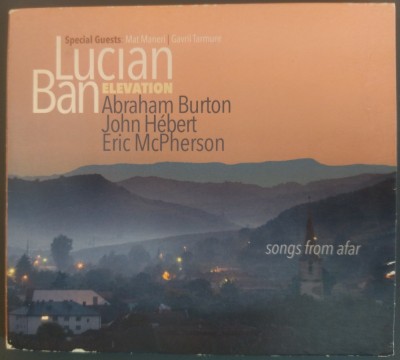 Special Guests Mat Maneri | Gavril Tarmure
Lucian
Ban ELEVATION
Abraham Burton
John Hébert
Eric McPherson
songs from afar